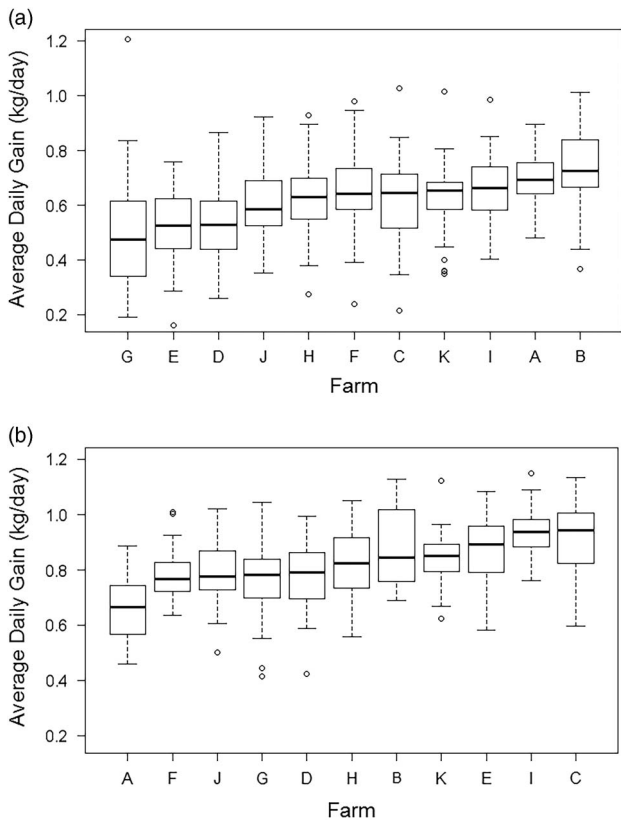 (a)
Average Daily Gain (kg/day)
1.2
1.0
0.8
0.6
0.4
0.2
G E D J H F C K I A B
Farm
(b)
Average Daily Gain (kg/day)
1.2
1.0
0.8
0.6
0.4
0.2
A F J G D H B K E I C
Farm